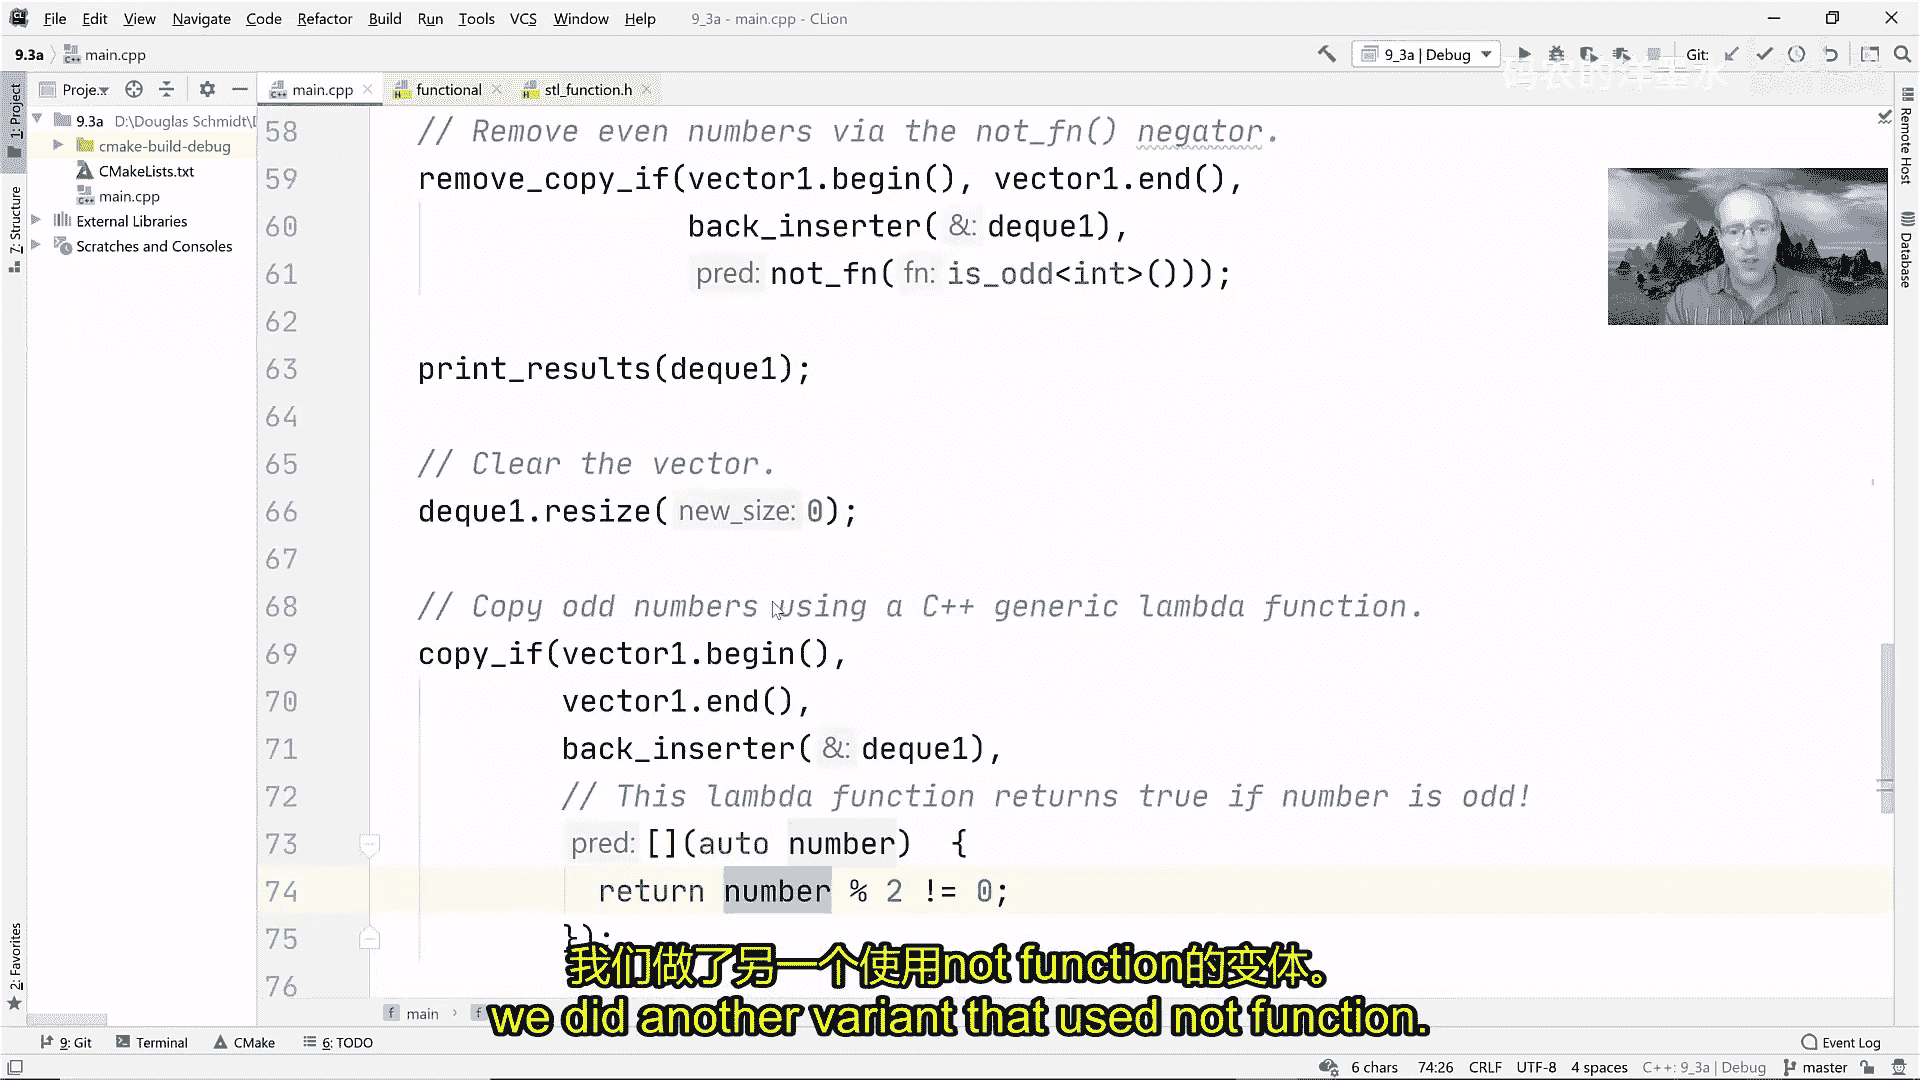 File Edit View Navigate Code Refactor Build Run Tools VCS Window Help 9_3a - main.cpp - CLion
9.3a main.cpp 9_3a | Debug Git:
码农的洋墨水
1: Project Proje... main.cpp functional stl_function.h
9.3a D:\Douglas Schmidt\D
cmake-build-debug
CMakeLists.txt
main.cpp
External Libraries
Scratches and Consoles
7: Structure
2: Favorites
Remote Host
Database
58 // Remove even numbers via the not_fn() negator.
59 remove_copy_if(vector1.begin(), vector1.end(),
60 back_inserter( &: deque1),
61 pred: not_fn( fn: is_odd<int>()));
62
63 print_results(deque1);
64
65 // Clear the vector.
66 deque1.resize( new_size: 0);
67
68 // Copy odd numbers using a C++ generic lambda function.
69 copy_if(vector1.begin(),
70 vector1.end(),
71 back_inserter( &: deque1),
72 // This lambda function returns true if number is odd!
73 pred: [](auto number) {
74 return number % 2 != 0;
75 });
76
我们做了另一个使用not function的变体。
we did another variant that used not function.
f main › f
9: Git Terminal CMake 6: TODO Event Log
6 chars 74:26 CRLF UTF-8 4 spaces C++: 9_3a | Debug master